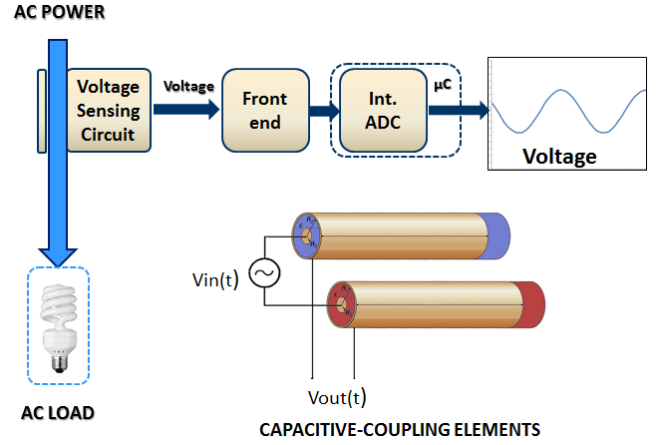 AC POWER
Voltage
Sensing
Circuit
Voltage
Front
end
Int.
ADC
µC
Voltage
Vin(t)
Vout(t)
AC LOAD
CAPACITIVE-COUPLING ELEMENTS